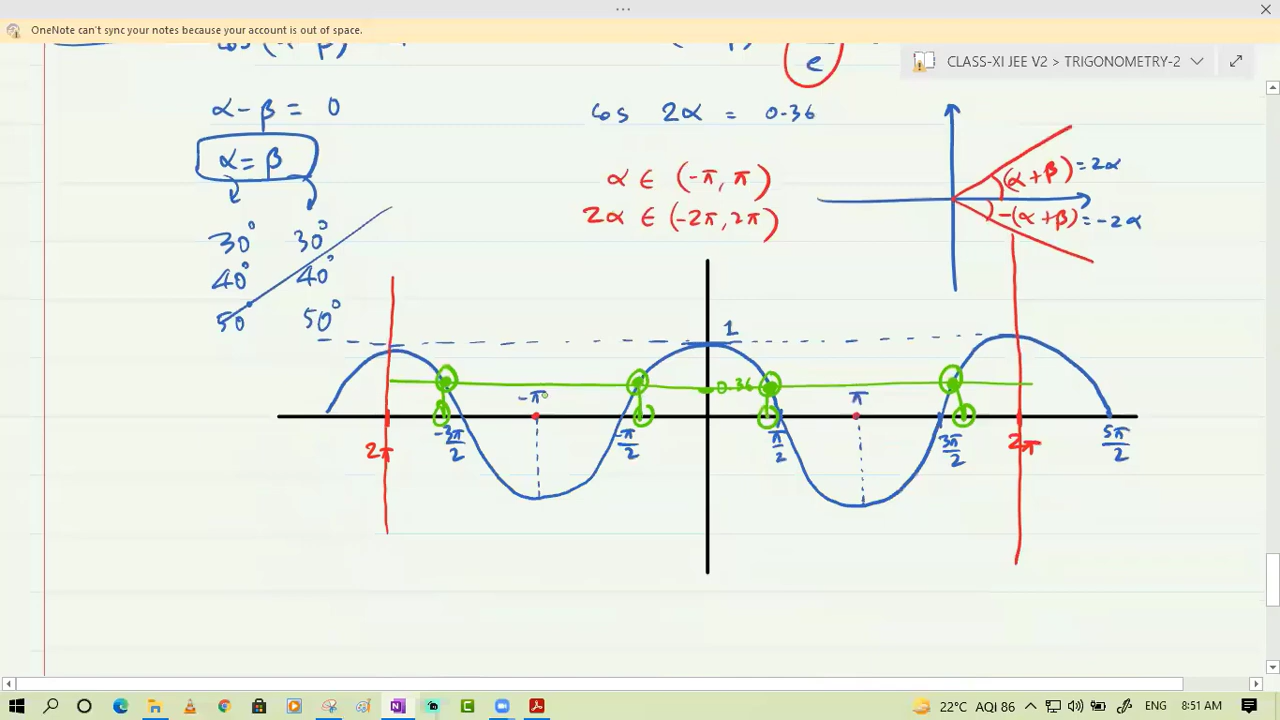 OneNote can't sync your notes because your account is out of space.
CLASS-XI JEE V2 > TRIGONOMETRY-2
e
α - β = 0
cos 2α = 0.36
α = β
α ∈ (-π, π)
(α+β) = 2α
2α ∈ (-2π, 2π)
-(α+β) = -2α
30° 30°
40° 40°
50 50°
1
0.36
-π
π
2π
-3π/2
-π/2
π/2
3π/2
2π
5π/2
22°C AQI 86
ENG
8:51 AM